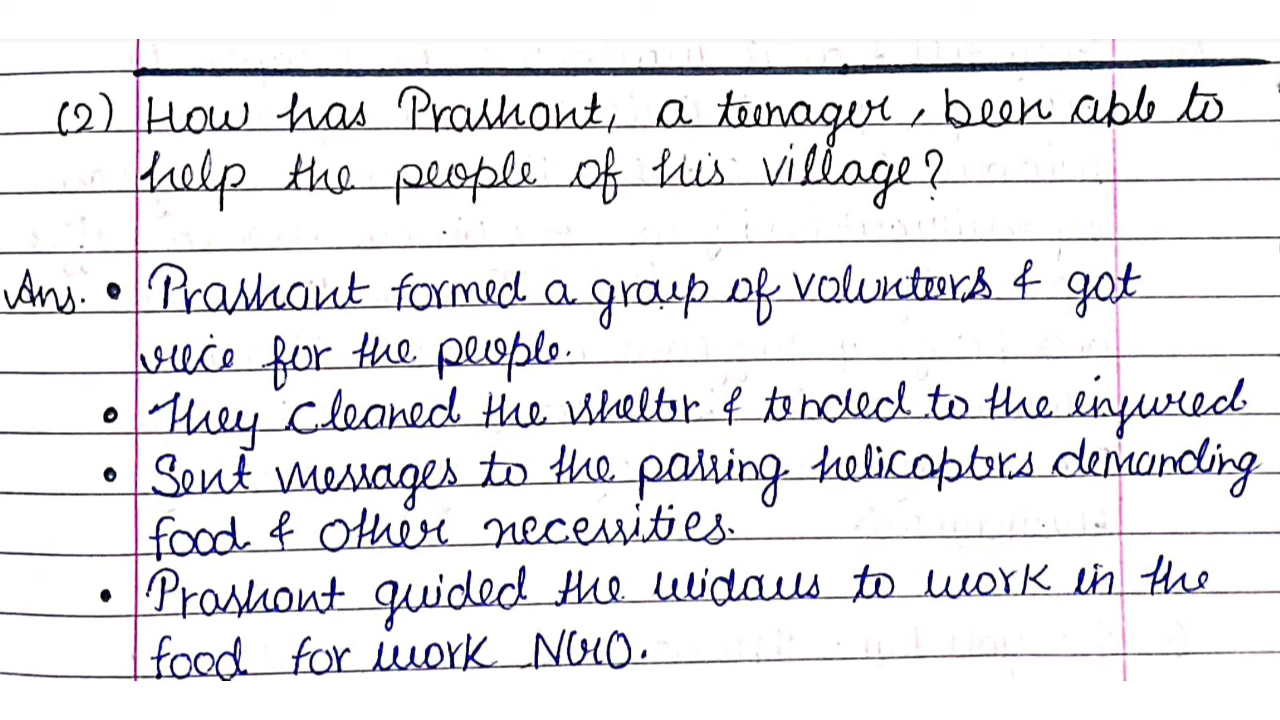 (2) How has Prashant, a teenager, been able to
help the people of his village?
Ans. • Prashant formed a group of volunteers & got
rice for the people.
• They cleaned the shelter & tended to the injured.
• Sent messages to the passing helicopters demanding
food & other necessities.
• Prashant guided the widows to work in the
food for work NGO.